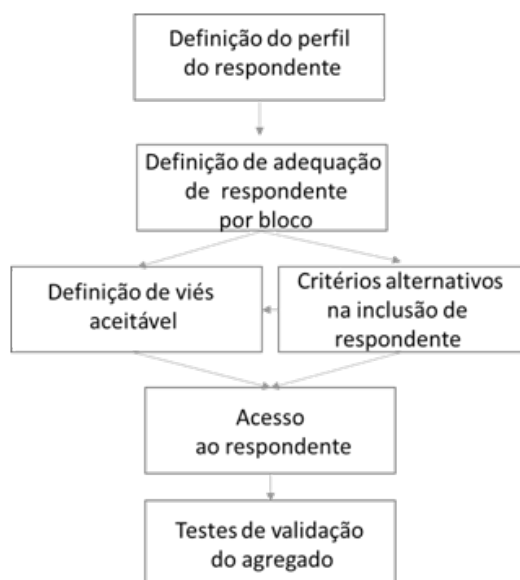 Definição do perfil
do respondente
Definição de adequação
de respondente
por bloco
Definição de viés
aceitável
Critérios alternativos
na inclusão de
respondente
Acesso
ao respondente
Testes de validação
do agregado